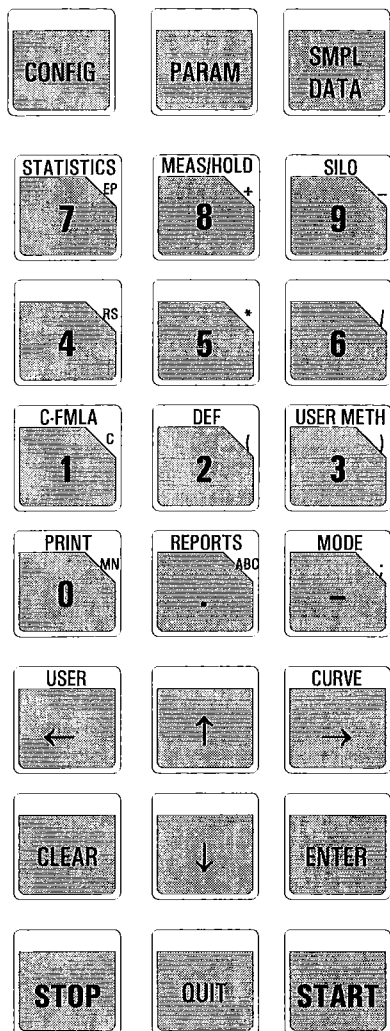 CONFIG PARAM SMPL
DATA
STATISTICS MEAS/HOLD SILO
EP + −
7 8 9
RS * /
4 5 6
C-FMLA DEF USER METH
C ( )
1 2 3
PRINT REPORTS MODE
MN ABC ;
0 . −
USER CURVE
← ↑ →
CLEAR ↓ ENTER
STOP QUIT START